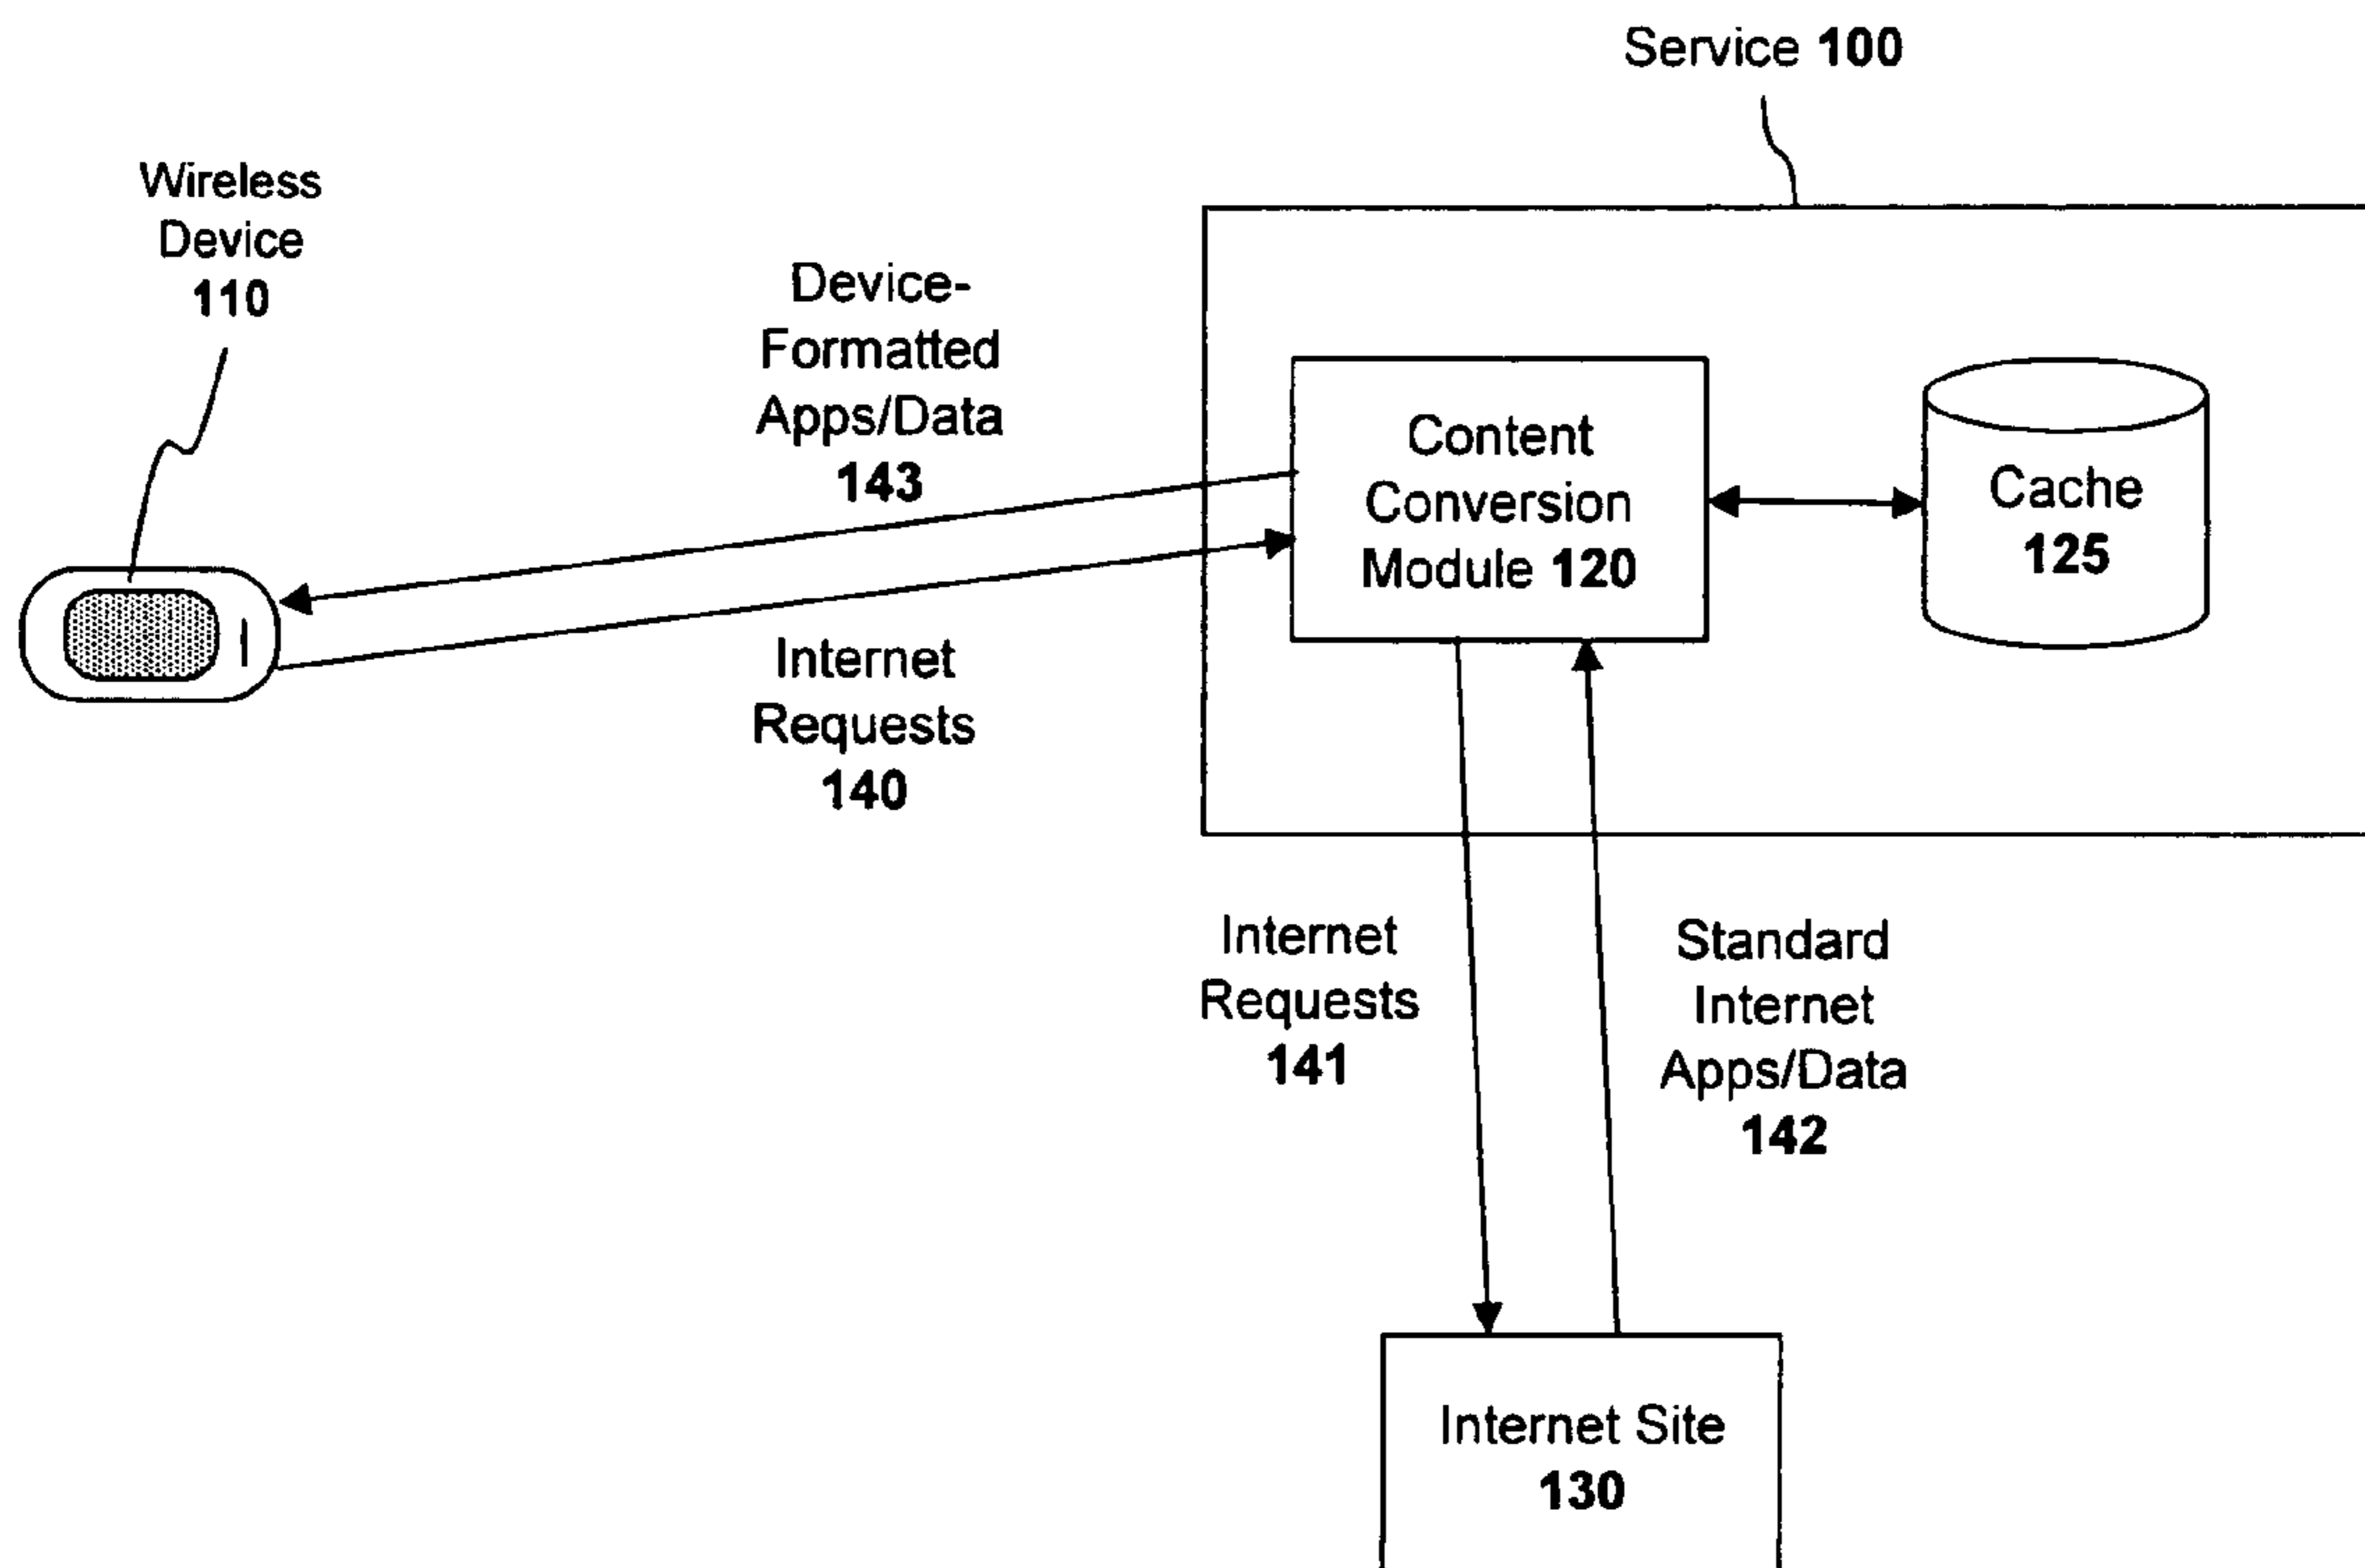 Service 100
Wireless
Device
110
Device-
Formatted
Apps/Data
143
Content
Conversion
Module 120
Cache
125
Internet
Requests
140
Internet
Requests
141
Standard
Internet
Apps/Data
142
Internet Site
130